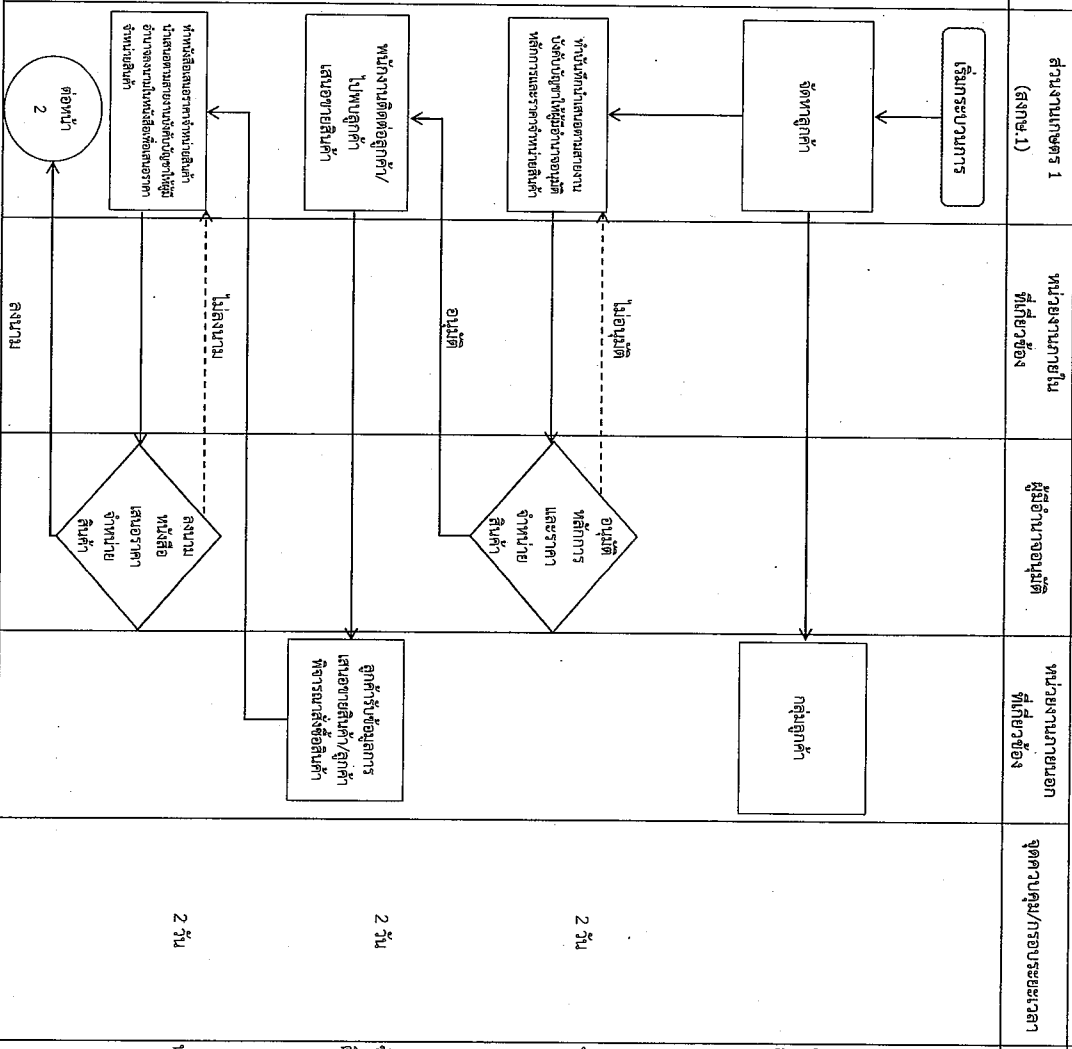 ส่วนงานเกษตร 1
(สงกษ.1)
หน่วยงานภายใน
ที่เกี่ยวข้อง
ผู้มีอำนาจอนุมัติ
หน่วยงานภายนอก
ที่เกี่ยวข้อง
จุดควบคุม/กรอบระยะเวลา
เริ่มกระบวนการ
จัดหาลูกค้า
กลุ่มลูกค้า
ทำบันทึกนำเสนอตามสายงาน
บังคับบัญชาให้ผู้มีอำนาจอนุมัติ
หลักการและราคาจำหน่ายสินค้า
ไม่อนุมัติ
อนุมัติ
หลักการ
และราคา
จำหน่าย
สินค้า
2 วัน
อนุมัติ
พนักงานติดต่อลูกค้า/
ไปพบลูกค้า
เสนอขายสินค้า
ลูกค้ารับข้อมูลการ
เสนอขายสินค้า/ลูกค้า
พิจารณาสั่งซื้อสินค้า
2 วัน
ทำหนังสือเสนอราคาจำหน่ายสินค้า
นำเสนอตามสายงานบังคับบัญชาให้ผู้มี
อำนาจลงนามในหนังสือเพื่อเสนอราคา
จำหน่ายสินค้า
ไม่ลงนาม
ลงนาม
หนังสือ
เสนอราคา
จำหน่าย
สินค้า
2 วัน
ต่อหน้า
2
ลงนาม